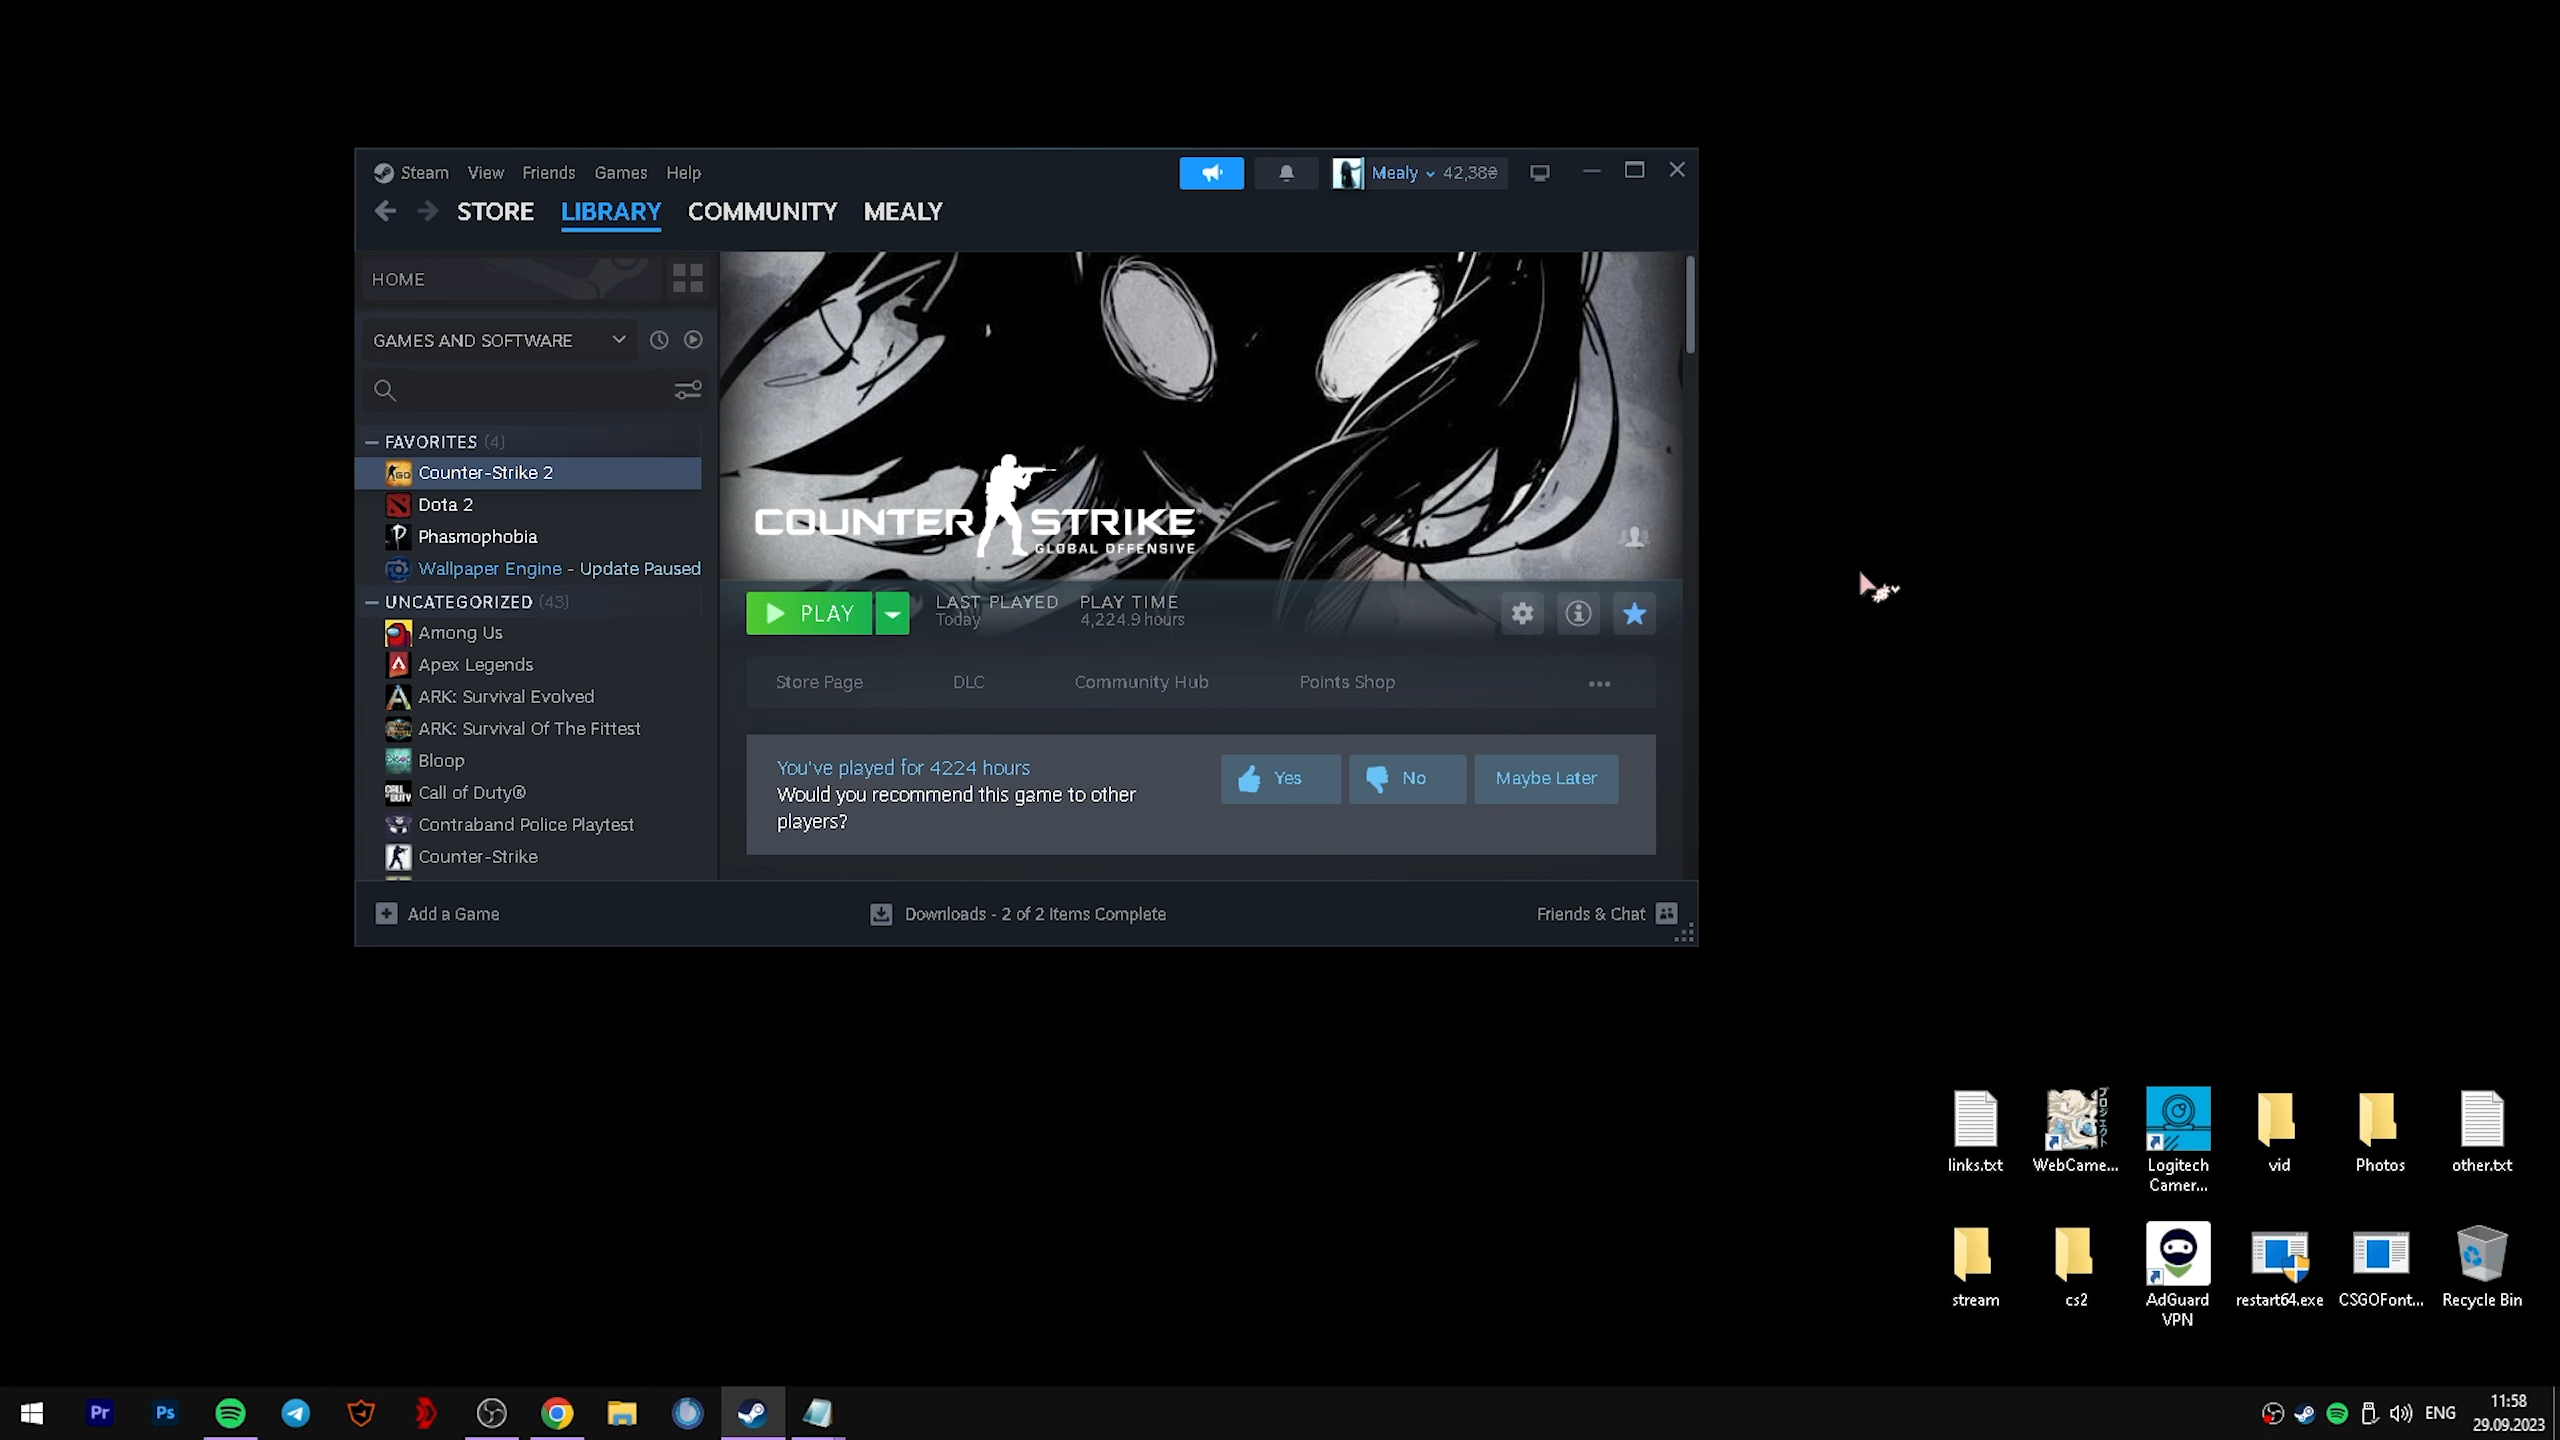 Steam View Friends Games Help
Mealy 42,38₴
STORE LIBRARY COMMUNITY MEALY
HOME
GAMES AND SOFTWARE
FAVORITES (4)
Counter-Strike 2
Dota 2
Phasmophobia
Wallpaper Engine - Update Paused
UNCATEGORIZED (43)
Among Us
Apex Legends
ARK: Survival Evolved
ARK: Survival Of The Fittest
Bloop
Call of Duty®
Contraband Police Playtest
Counter-Strike
COUNTER STRIKE
GLOBAL OFFENSIVE
PLAY
LAST PLAYED
Today
PLAY TIME
4,224.9 hours
Store Page DLC Community Hub Points Shop
You've played for 4224 hours
Would you recommend this game to other
players?
Yes No Maybe Later
Add a Game
Downloads - 2 of 2 Items Complete
Friends & Chat
links.txt
WebCame...
Logitech
Camer...
vid
Photos
other.txt
stream
cs2
AdGuard
VPN
restart64.exe
CSGOFont...
Recycle Bin
Pr
Ps
ENG
11:58
29.09.2023